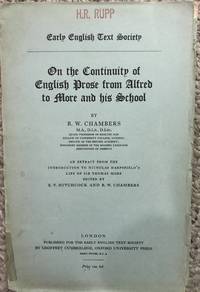 H.R. RUPP
Early English Text Society
On the Continuity of
English Prose from Alfred
to More and his School
BY
R. W. CHAMBERS
M.A., D.Lit., D.Litt.
AN EXTRACT FROM THE
INTRODUCTION TO NICHOLAS HARPSFIELD'S
LIFE OF SIR THOMAS MORE
EDITED BY
E. V. HITCHCOCK AND R. W. CHAMBERS
LONDON
PUBLISHED FOR THE EARLY ENGLISH TEXT SOCIETY
BY GEOFFREY CUMBERLEGE, OXFORD UNIVERSITY PRESS